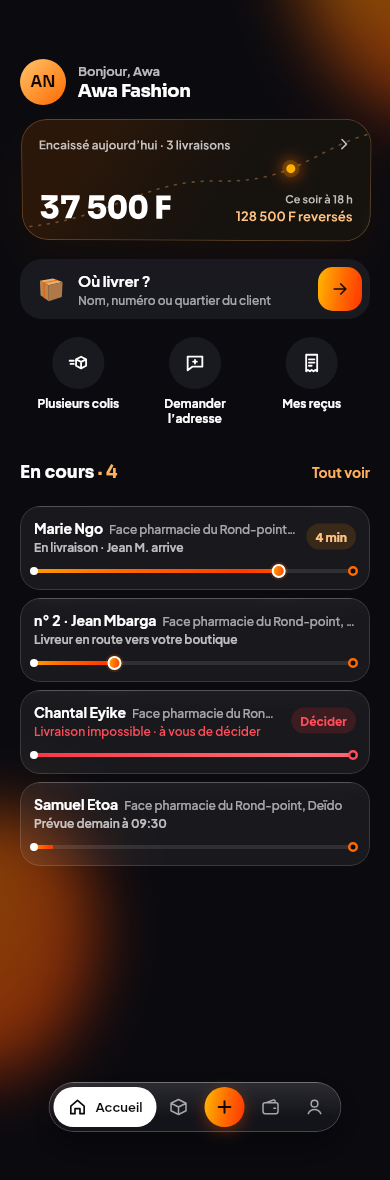 AN
Bonjour, Awa
Awa Fashion
Encaissé aujourd’hui · 3 livraisons
37 500 F
Ce soir à 18 h
128 500 F reversés
Où livrer ?
Nom, numéro ou quartier du client
Plusieurs colis
Demander
l’adresse
Mes reçus
En cours · 4
Tout voir
Marie Ngo Face pharmacie du Rond-point...
4 min
En livraison · Jean M. arrive
n° 2 · Jean Mbarga Face pharmacie du Rond-point, ...
Livreur en route vers votre boutique
Chantal Eyike Face pharmacie du Ron...
Décider
Livraison impossible · à vous de décider
Samuel Etoa Face pharmacie du Rond-point, Deïdo
Prévue demain à 09:30
Accueil